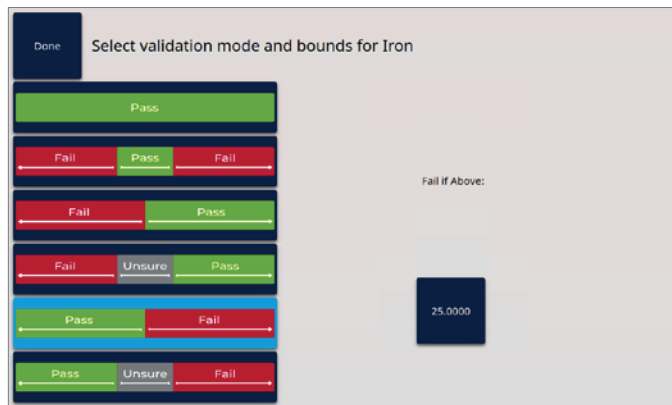 Done
Select validation mode and bounds for Iron
Pass
Fail Pass Fail
Fail Pass
Fail Unsure Pass
Pass Fail
Pass Unsure Fail
Fail if Above:
25.0000